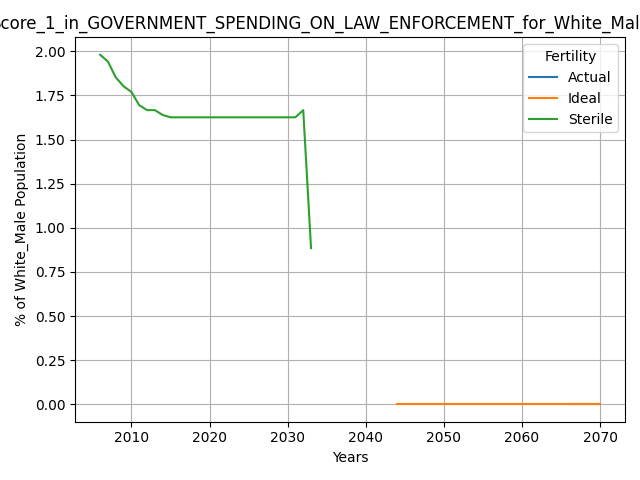 core_1_in_GOVERNMENT_SPENDING_ON_LAW_ENFORCEMENT_for_White_Mal
Fertility
Actual
Ideal
Sterile
% of White_Male Population
2.00
1.75
1.50
1.25
1.00
0.75
0.50
0.25
0.00
2010 2020 2030 2040 2050 2060 2070
Years